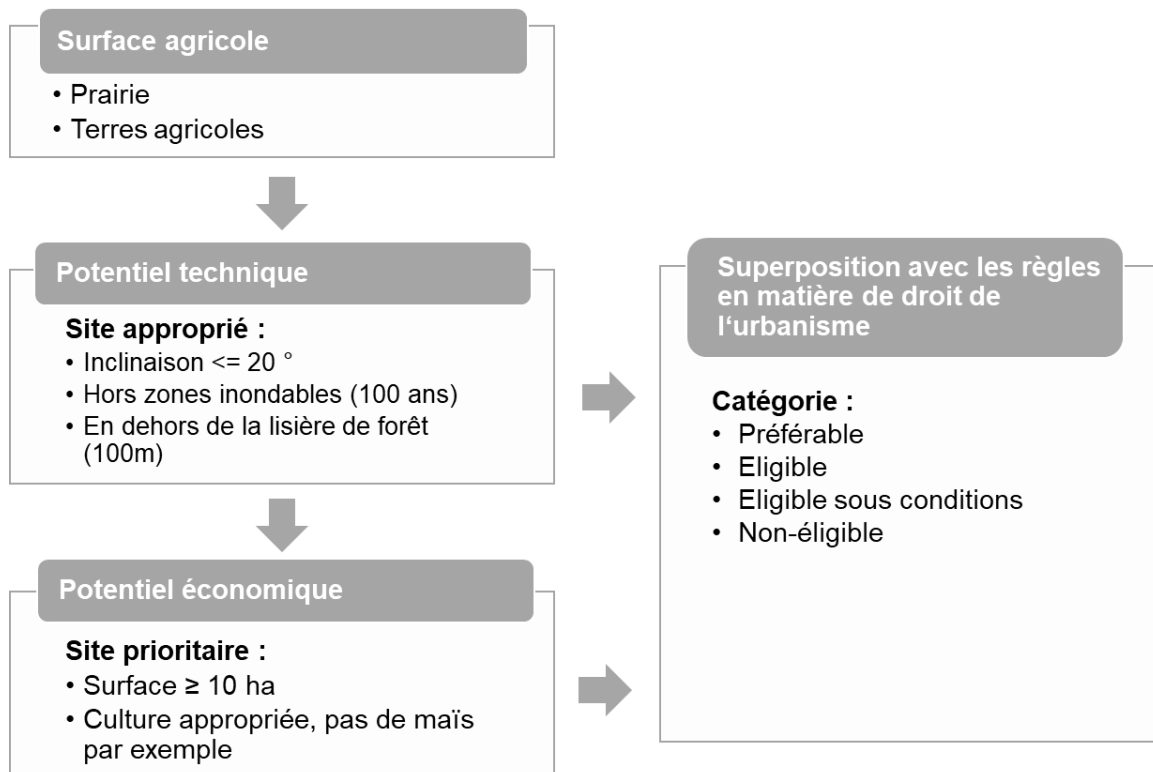 Surface agricole
• Prairie
• Terres agricoles
Potentiel technique
Site approprié :
• Inclinaison <= 20 °
• Hors zones inondables (100 ans)
• En dehors de la lisière de forêt
(100m)
Potentiel économique
Site prioritaire :
• Surface ≥ 10 ha
• Culture appropriée, pas de maïs
par exemple
Superposition avec les règles
en matière de droit de
l‘urbanisme
Catégorie :
• Préférable
• Eligible
• Eligible sous conditions
• Non-éligible